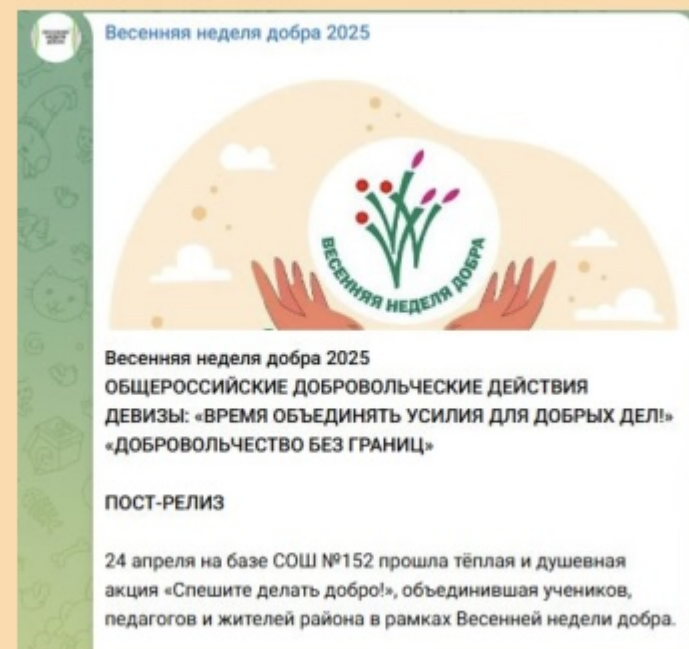 Весенняя неделя добра 2025
ВЕСЕННЯЯ НЕДЕЛЯ ДОБРА
Весенняя неделя добра 2025
ОБЩЕРОССИЙСКИЕ ДОБРОВОЛЬЧЕСКИЕ ДЕЙСТВИЯ
ДЕВИЗЫ: «ВРЕМЯ ОБЪЕДИНЯТЬ УСИЛИЯ ДЛЯ ДОБРЫХ ДЕЛ!»
«ДОБРОВОЛЬЧЕСТВО БЕЗ ГРАНИЦ»
ПОСТ-РЕЛИЗ
24 апреля на базе СОШ №152 прошла тёплая и душевная
акция «Спешите делать добро!», объединившая учеников,
педагогов и жителей района в рамках Весенней недели добра.